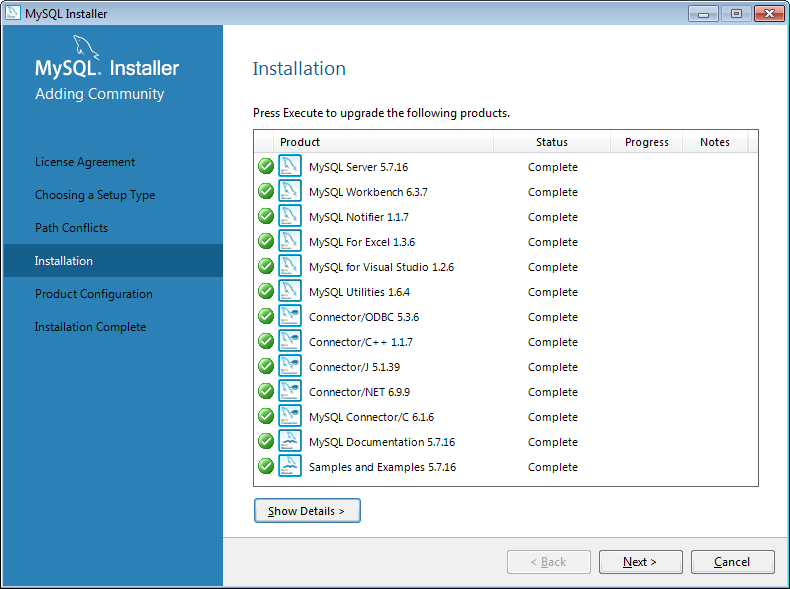 MySQL Installer
MySQL. Installer
Adding Community
License Agreement
Choosing a Setup Type
Path Conflicts
Installation
Product Configuration
Installation Complete
Installation
Press Execute to upgrade the following products.
Product Status Progress Notes
MySQL Server 5.7.16 Complete
MySQL Workbench 6.3.7 Complete
MySQL Notifier 1.1.7 Complete
MySQL For Excel 1.3.6 Complete
MySQL for Visual Studio 1.2.6 Complete
MySQL Utilities 1.6.4 Complete
Connector/ODBC 5.3.6 Complete
Connector/C++ 1.1.7 Complete
Connector/J 5.1.39 Complete
Connector/NET 6.9.9 Complete
MySQL Connector/C 6.1.6 Complete
MySQL Documentation 5.7.16 Complete
Samples and Examples 5.7.16 Complete
Show Details >
< Back Next > Cancel